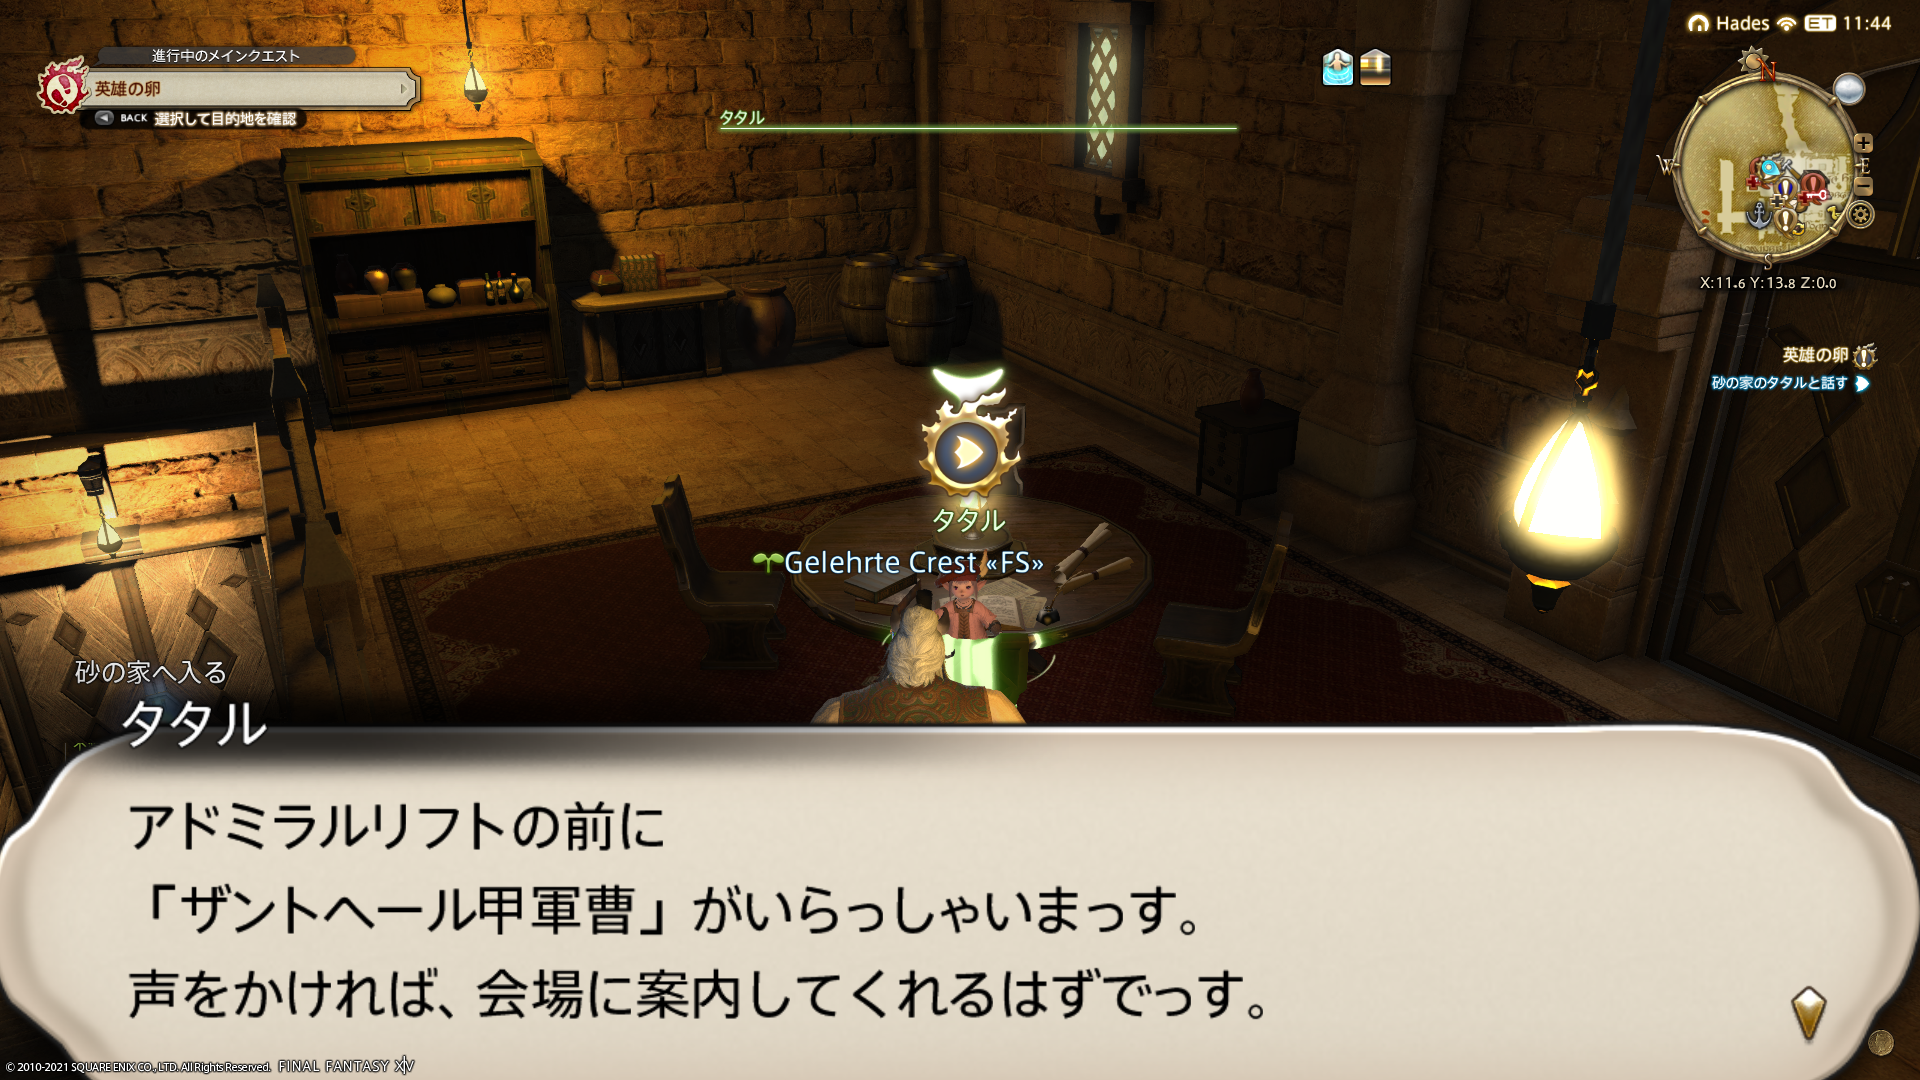 進行中のメインクエスト
英雄の卵
BACK 選択して目的地を確認
タタル
Hades ET 11:44
N
W
E
S
X:11.6 Y:13.8 Z:0.0
英雄の卵
砂の家のタタルと話す
タタル
Gelehrte Crest «FS»
砂の家へ入る
タタル
アドミラルリフトの前に
「ザントヘール甲軍曹」がいらっしゃいまっす。
声をかければ、会場に案内してくれるはずでっす。
© 2010-2021 SQUARE ENIX CO., LTD. All Rights Reserved. FINAL FANTASY XIV